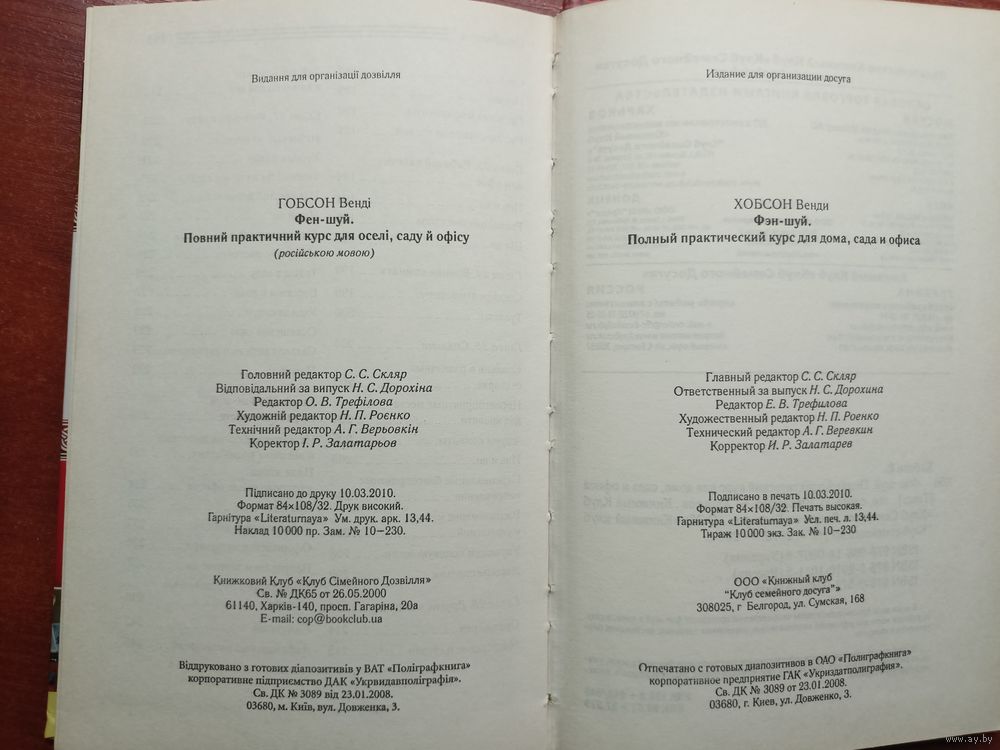 Видання для організації дозвілля
ГОБСОН Венді
Фен-шуй.
Повний практичний курс для оселі, саду й офісу
(російською мовою)
Головний редактор С. С. Скляр
Відповідальний за випуск Н. С. Дорохіна
Редактор О. В. Трефілова
Художній редактор Н. П. Роєнко
Технічний редактор А. Г. Верьовкін
Коректор І. Р. Залатарьов
Підписано до друку 10.03.2010.
Формат 84×108/32. Друк високий.
Гарнітура «Literaturnaya» Ум. друк. арк. 13,44.
Наклад 10 000 пр. Зам. № 10–230.
Книжковий Клуб «Клуб Сімейного Дозвілля»
Св. № ДК65 от 26.05.2000
61140, Харків-140, просп. Гагаріна, 20а
E-mail: cop@bookclub.ua
Віддруковано з готових діапозитивів у ВАТ «Поліграфкнига»
корпоративне підприємство ДАК «Укрвидавполіграфія».
Св. ДК № 3089 від 23.01.2008.
03680, м. Київ, вул. Довженка, 3.
Издание для организации досуга
ХОБСОН Венди
Фэн-шуй.
Полный практический курс для дома, сада и офиса
Главный редактор С. С. Скляр
Ответственный за выпуск Н. С. Дорохина
Редактор Е. В. Трефилова
Художественный редактор Н. П. Роенко
Технический редактор А. Г. Веревкин
Корректор И. Р. Залатарев
Подписано в печать 10.03.2010.
Формат 84×108/32. Печать высокая.
Гарнитура «Literaturnaya» Усл. печ. л. 13,44.
Тираж 10 000 экз. Зак. № 10–230
ООО «Книжный клуб
"Клуб семейного досуга"»
308025, г Белгород, ул. Сумская, 168
Отпечатано с готовых диапозитивов в ОАО «Полиграфкнига»
корпоративное предприятие ГАК «Укриздатполиграфия».
Св. ДК № 3089 от 23.01.2008.
03680, г. Киев, ул. Довженко, 3.
www.ay.by